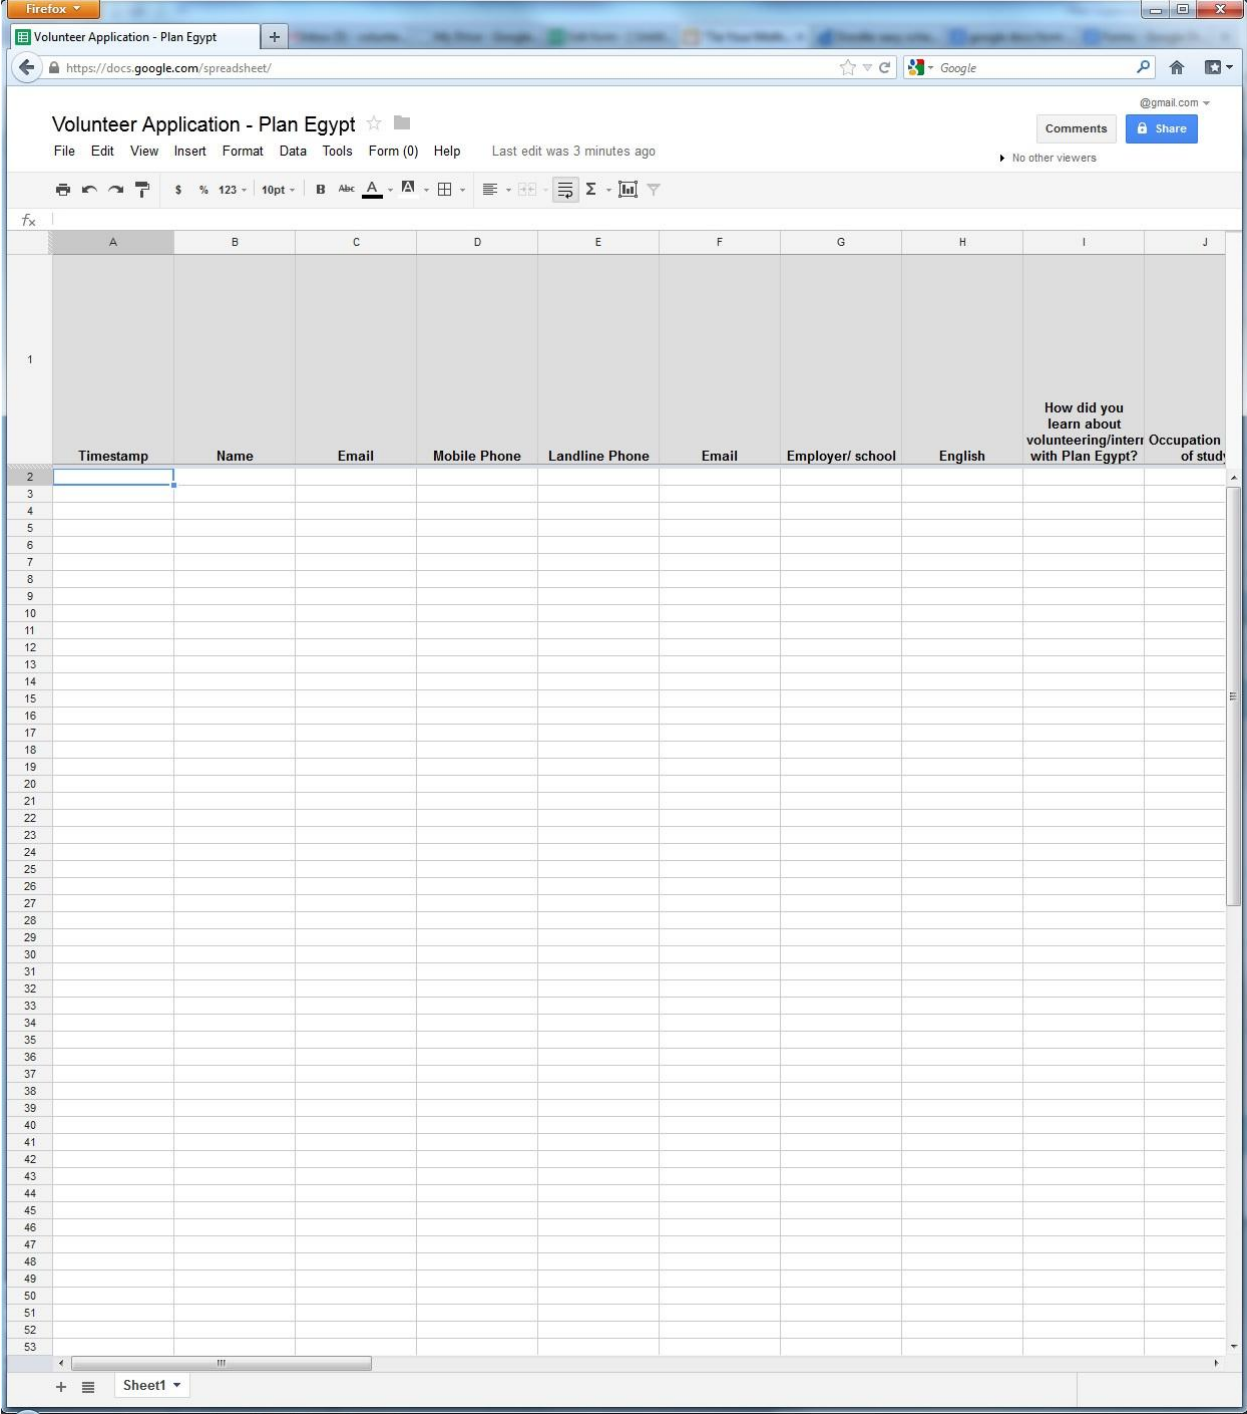 Firefox
Volunteer Application - Plan Egypt
https://docs.google.com/spreadsheet/
Google
@gmail.com
Volunteer Application - Plan Egypt
Comments
Share
File Edit View Insert Format Data Tools Form (0) Help Last edit was 3 minutes ago
No other viewers
$ % 123 10pt B Abc A A Σ
fx
A B C D E F G H I J
1
Timestamp
Name
Email
Mobile Phone
Landline Phone
Email
Employer/ school
English
How did you
learn about
volunteering/intern
with Plan Egypt?
Occupation
of study
2
3
4
5
6
7
8
9
10
11
12
13
14
15
16
17
18
19
20
21
22
23
24
25
26
27
28
29
30
31
32
33
34
35
36
37
38
39
40
41
42
43
44
45
46
47
48
49
50
51
52
53
Sheet1